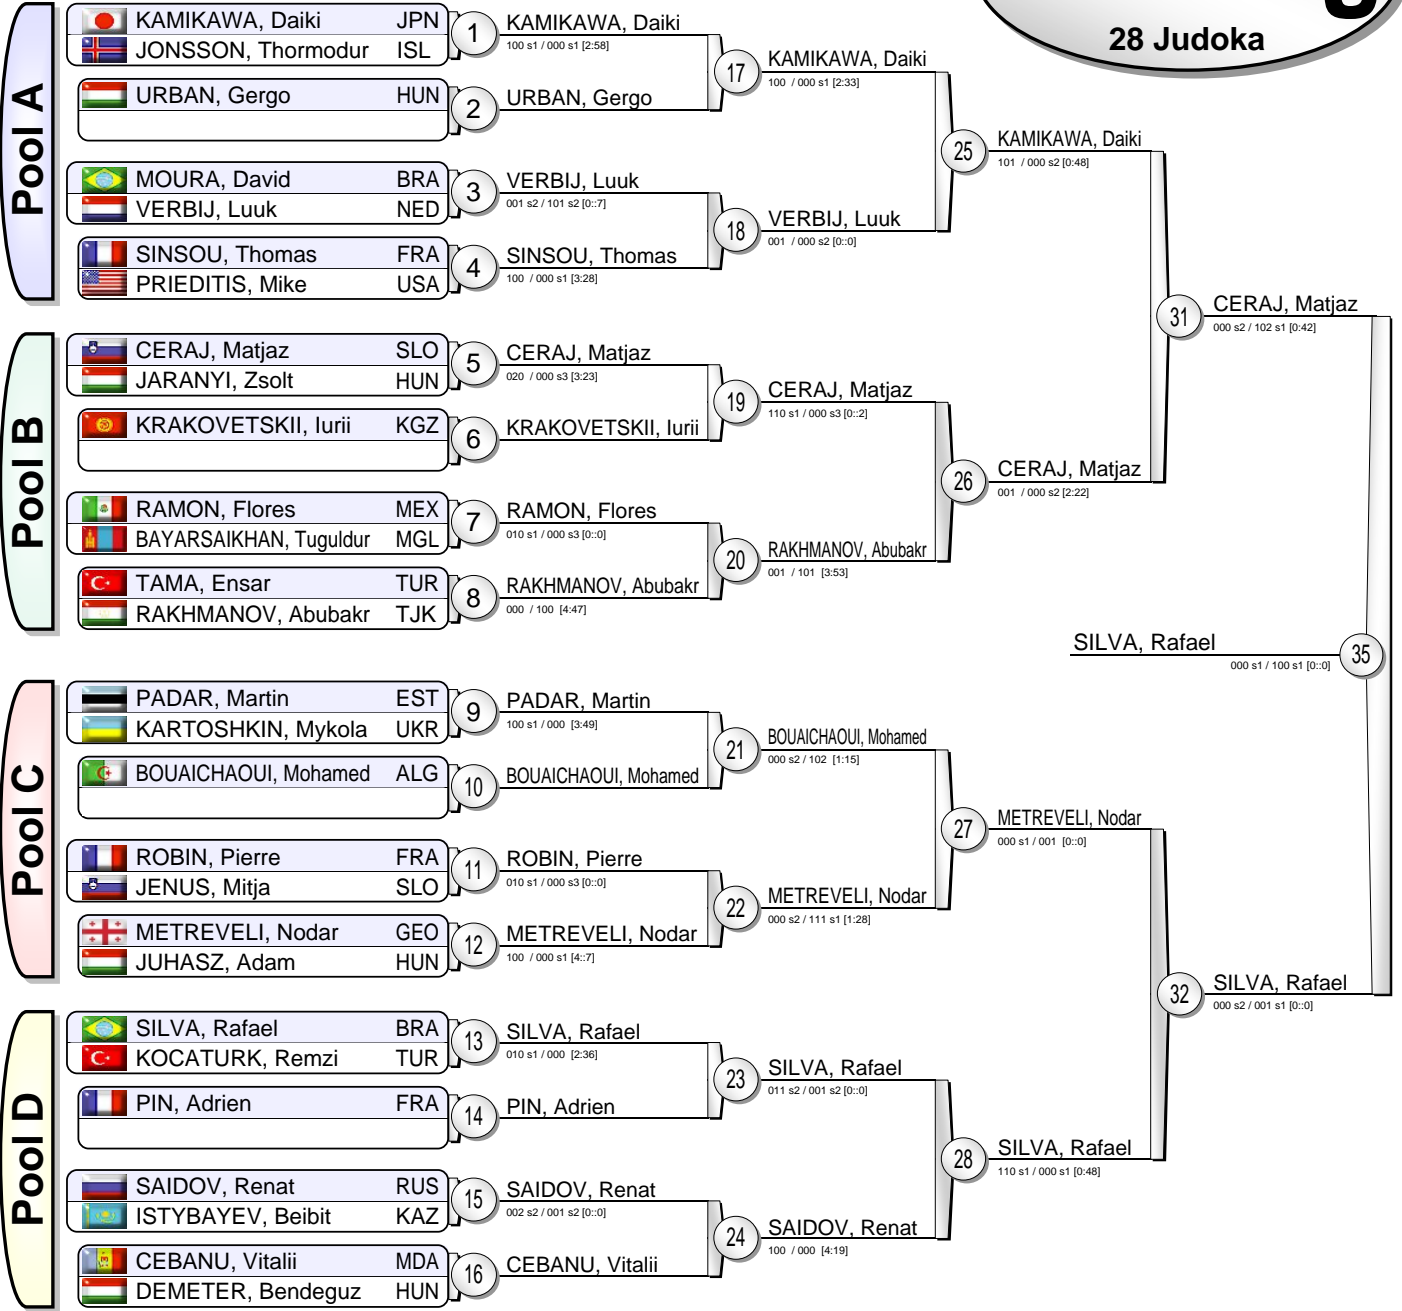 28 Judoka
Pool A
KAMIKAWA, Daiki JPN
JONSSON, Thormodur ISL
1
KAMIKAWA, Daiki
100 s1 / 000 s1 [2:58]
URBAN, Gergo HUN
2
URBAN, Gergo
17
KAMIKAWA, Daiki
100 / 000 s1 [2:33]
MOURA, David BRA
VERBIJ, Luuk NED
3
VERBIJ, Luuk
001 s2 / 101 s2 [0::7]
SINSOU, Thomas FRA
PRIEDITIS, Mike USA
4
SINSOU, Thomas
100 / 000 s1 [3:28]
18
VERBIJ, Luuk
001 / 000 s2 [0::0]
25
KAMIKAWA, Daiki
101 / 000 s2 [0:48]
Pool B
CERAJ, Matjaz SLO
JARANYI, Zsolt HUN
5
CERAJ, Matjaz
020 / 000 s3 [3:23]
KRAKOVETSKII, Iurii KGZ
6
KRAKOVETSKII, Iurii
19
CERAJ, Matjaz
110 s1 / 000 s3 [0::2]
RAMON, Flores MEX
BAYARSAIKHAN, Tuguldur MGL
7
RAMON, Flores
010 s1 / 000 s3 [0::0]
TAMA, Ensar TUR
RAKHMANOV, Abubakr TJK
8
RAKHMANOV, Abubakr
000 / 100 [4:47]
20
RAKHMANOV, Abubakr
001 / 101 [3:53]
26
CERAJ, Matjaz
001 / 000 s2 [2:22]
31
CERAJ, Matjaz
000 s2 / 102 s1 [0:42]
SILVA, Rafael
000 s1 / 100 s1 [0::0]
35
Pool C
PADAR, Martin EST
KARTOSHKIN, Mykola UKR
9
PADAR, Martin
100 s1 / 000 [3:49]
BOUAICHAOUI, Mohamed ALG
10
BOUAICHAOUI, Mohamed
21
BOUAICHAOUI, Mohamed
000 s2 / 102 [1:15]
ROBIN, Pierre FRA
JENUS, Mitja SLO
11
ROBIN, Pierre
010 s1 / 000 s3 [0::0]
METREVELI, Nodar GEO
JUHASZ, Adam HUN
12
METREVELI, Nodar
100 / 000 s1 [4::7]
22
METREVELI, Nodar
000 s2 / 111 s1 [1:28]
27
METREVELI, Nodar
000 s1 / 001 [0::0]
Pool D
SILVA, Rafael BRA
KOCATURK, Remzi TUR
13
SILVA, Rafael
010 s1 / 000 [2:36]
PIN, Adrien FRA
14
PIN, Adrien
23
SILVA, Rafael
011 s2 / 001 s2 [0::0]
SAIDOV, Renat RUS
ISTYBAYEV, Beibit KAZ
15
SAIDOV, Renat
002 s2 / 001 s2 [0::0]
CEBANU, Vitalii MDA
DEMETER, Bendeguz HUN
16
CEBANU, Vitalii
24
SAIDOV, Renat
100 / 000 [4:19]
28
SILVA, Rafael
110 s1 / 000 s1 [0:48]
32
SILVA, Rafael
000 s2 / 001 s1 [0::0]